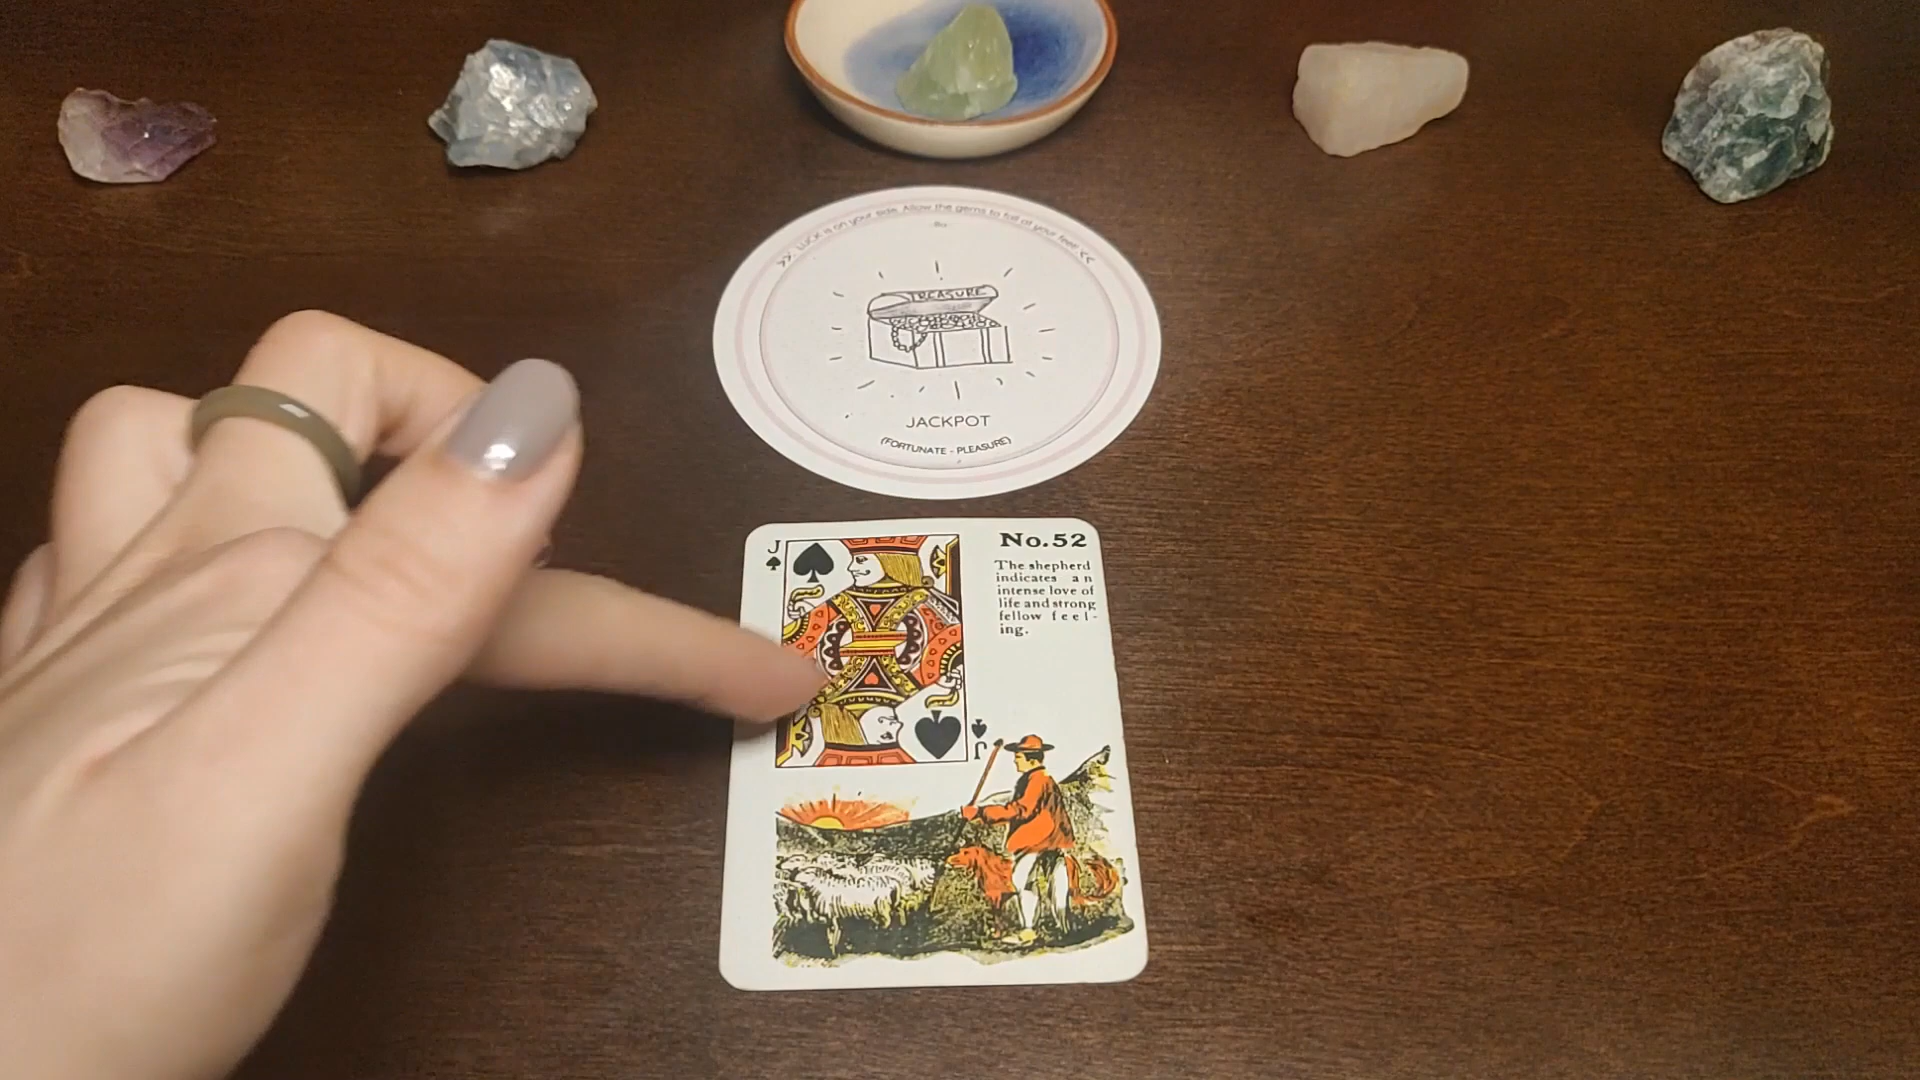 >> LUCK is on your side. Allow the gems to fall at your feet! <<
TREASURE
JACKPOT
(FORTUNATE - PLEASURE)
J
No.52
The shepherd
indicates an
intense love of
life and strong
fellow feel-
ing.
J